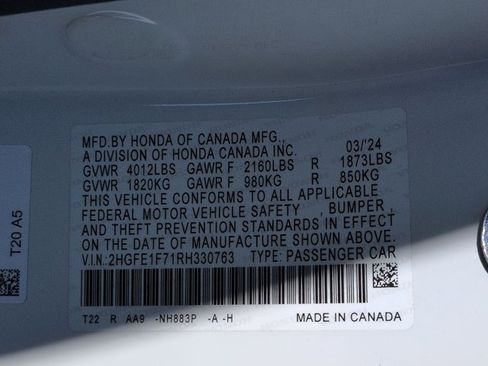 MFD.BY HONDA OF CANADA MFG.,
A DIVISION OF HONDA CANADA INC. 03/'24
GVWR 4012LBS GAWR F 2160LBS R 1873LBS
GVWR 1820KG GAWR F 980KG R 850KG
THIS VEHICLE CONFORMS TO ALL APPLICABLE
FEDERAL MOTOR VEHICLE SAFETY , BUMPER ,
AND THEFT PREVENTION STANDARDS IN EFFECT
ON THE DATE OF MANUFACTURE SHOWN ABOVE.
V.I.N.:2HGFE1F71RH330763 TYPE: PASSENGER CAR
T22 R AA9 -NH883P -A -H MADE IN CANADA
T20 A5